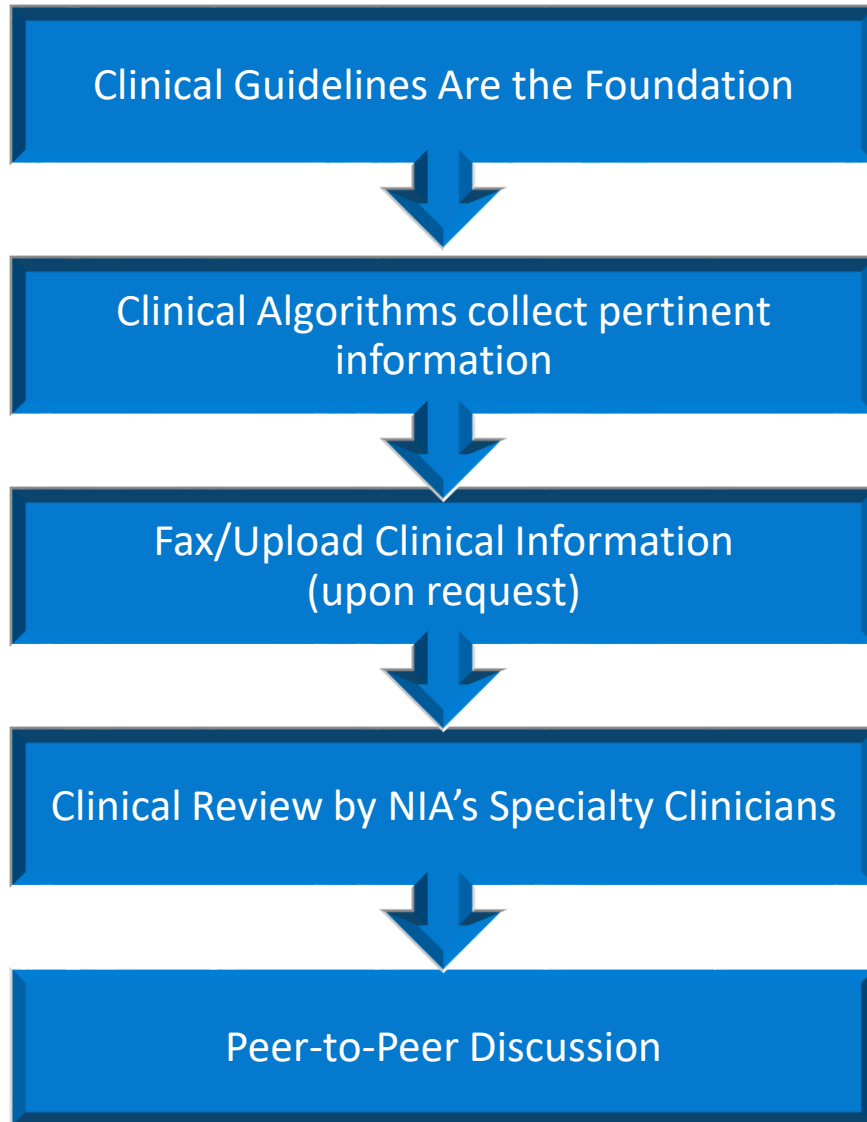 Clinical Guidelines Are the Foundation
Clinical Algorithms collect pertinent
information
Fax/Upload Clinical Information
(upon request)
Clinical Review by NIA’s Specialty Clinicians
Peer-to-Peer Discussion